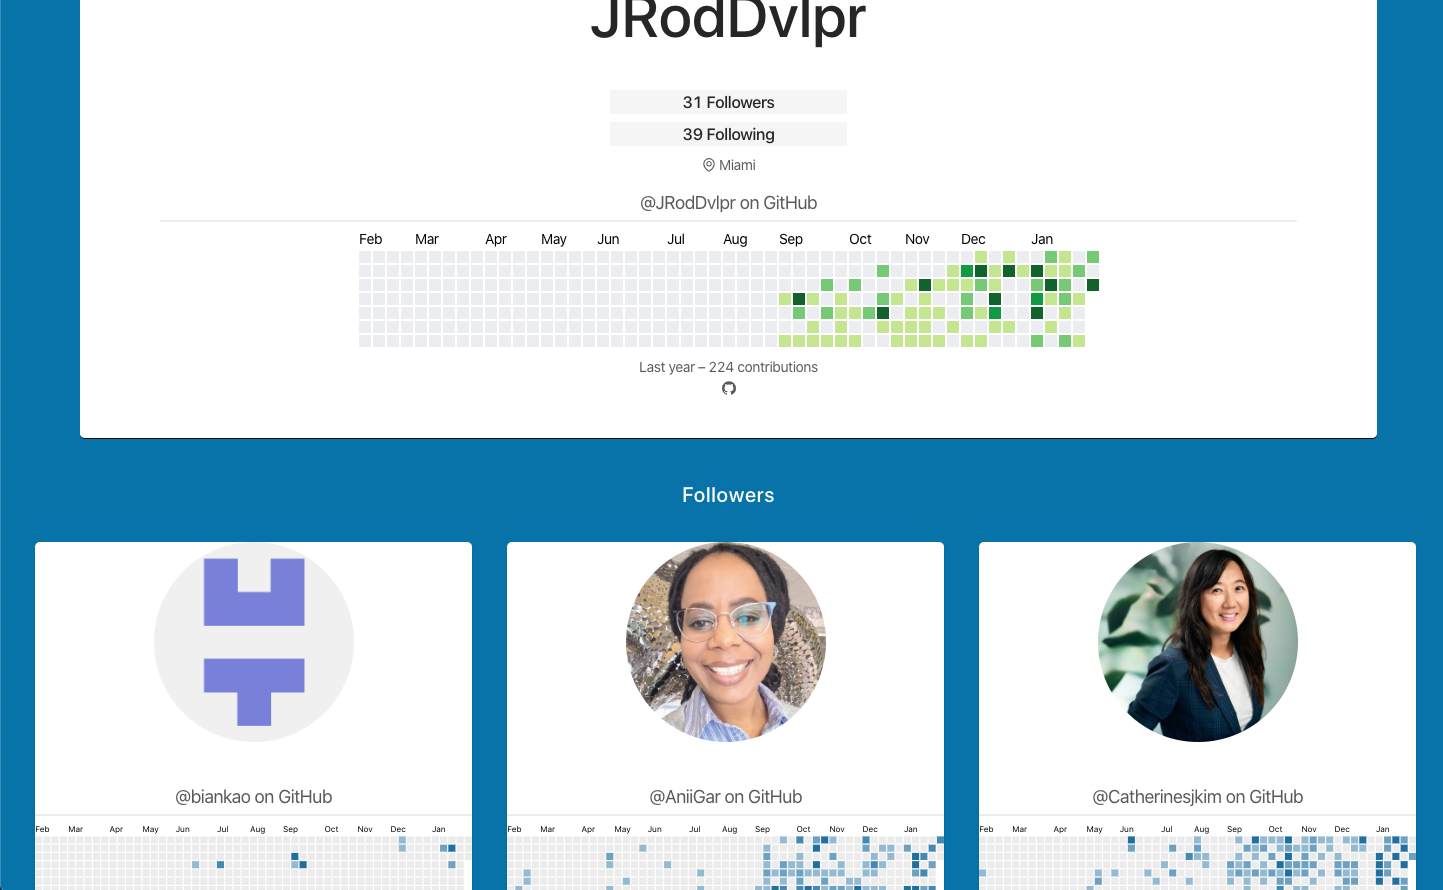 JRodDvlpr
31 Followers
39 Following
Miami
@JRodDvlpr on GitHub
Feb Mar Apr May Jun Jul Aug Sep Oct Nov Dec Jan
Last year – 224 contributions
Followers
@biankao on GitHub
Feb Mar Apr May Jun Jul Aug Sep Oct Nov Dec Jan
@AniiGar on GitHub
Feb Mar Apr May Jun Jul Aug Sep Oct Nov Dec Jan
@Catherinesjkim on GitHub
Feb Mar Apr May Jun Jul Aug Sep Oct Nov Dec Jan